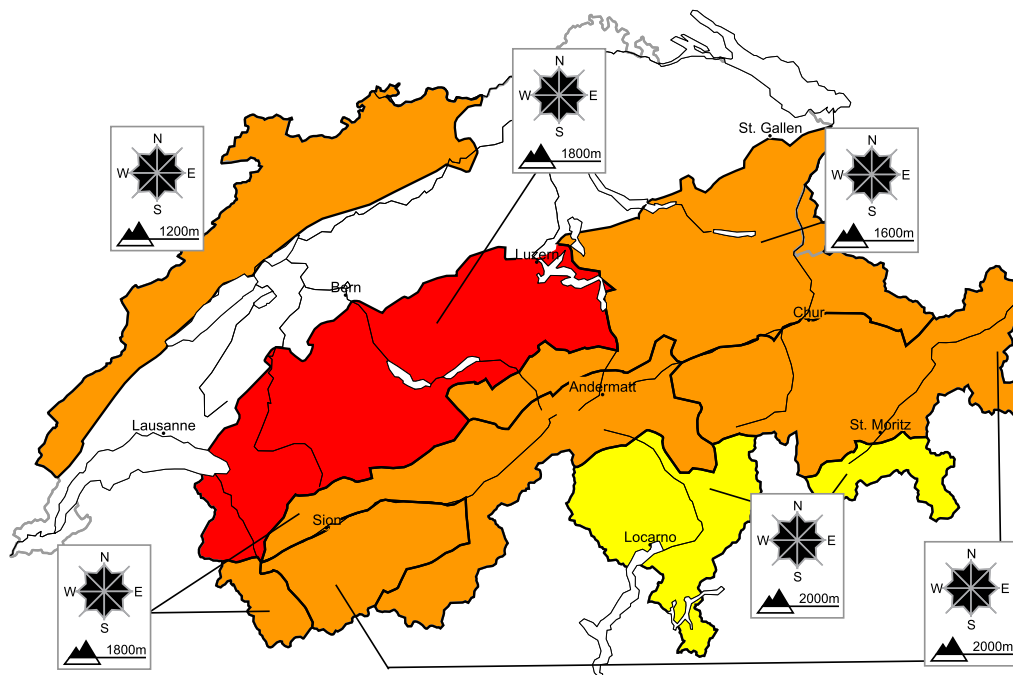 N
W E
S
1800m
St. Gallen
N
W E
S
1200m
N
W E
S
1600m
Luzern
Bern
Chur
Andermatt
Lausanne
St. Moritz
Sion
Locarno
N
W E
S
2000m
N
W E
S
1800m
N
W E
S
2000m